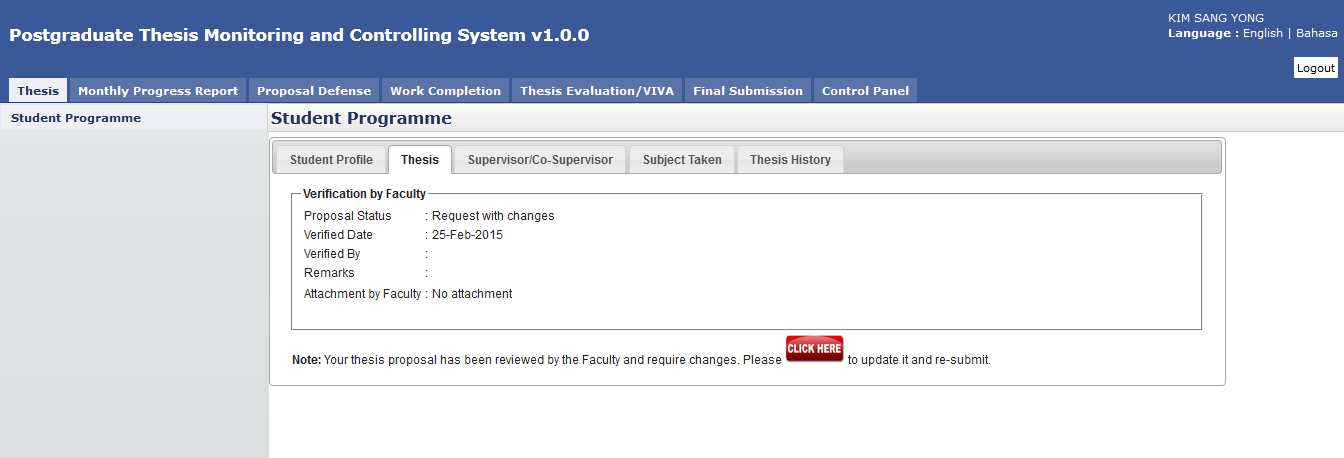 KIM SANG YONG
Postgraduate Thesis Monitoring and Controlling System v1.0.0
Language : English | Bahasa
Logout
Thesis Monthly Progress Report Proposal Defense Work Completion Thesis Evaluation/VIVA Final Submission Control Panel
Student Programme
Student Programme
Student Profile Thesis Supervisor/Co-Supervisor Subject Taken Thesis History
Verification by Faculty
Proposal Status : Request with changes
Verified Date : 25-Feb-2015
Verified By :
Remarks :
Attachment by Faculty : No attachment
Note: Your thesis proposal has been reviewed by the Faculty and require changes. Please CLICK HERE to update it and re-submit.